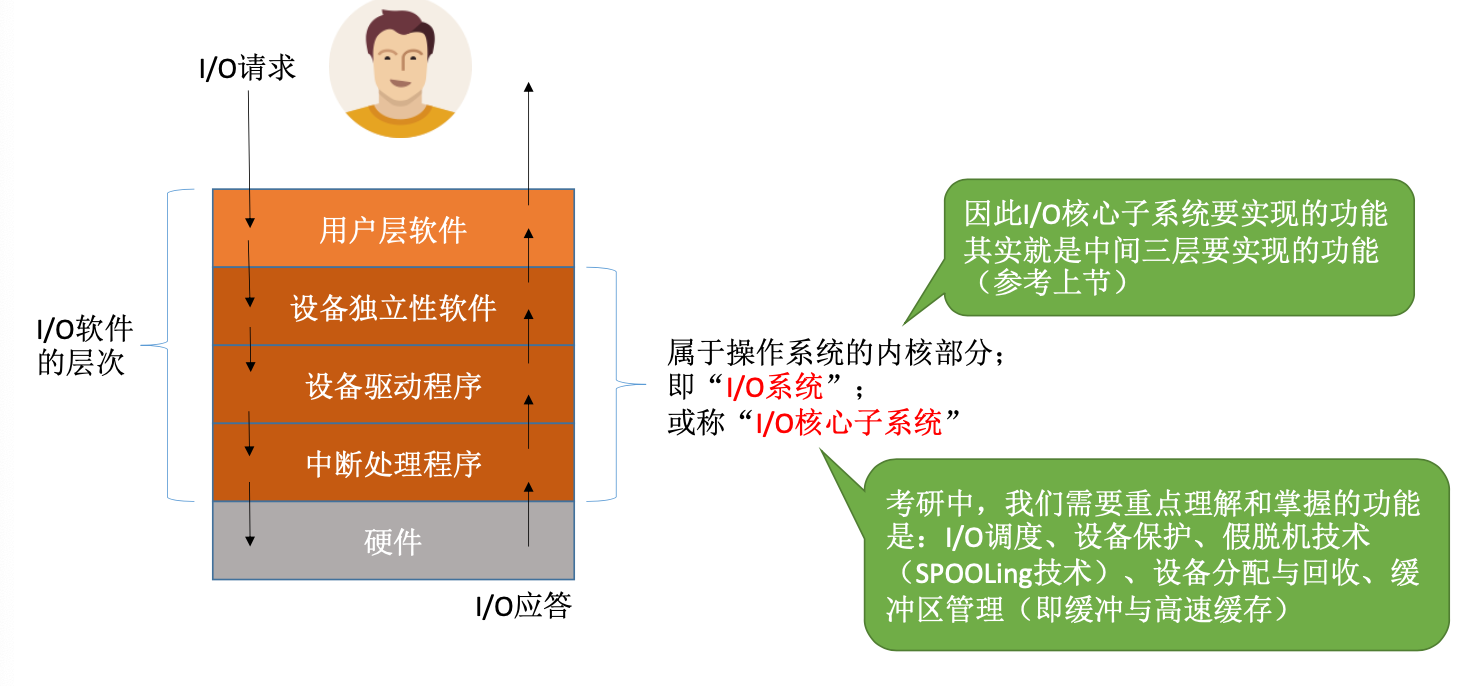 I/O请求
用户层软件
设备独立性软件
设备驱动程序
中断处理程序
硬件
I/O应答
I/O软件
的层次
因此I/O核心子系统要实现的功能
其实就是中间三层要实现的功能
（参考上节）
属于操作系统的内核部分；
即“I/O系统”；
或称“I/O核心子系统”
考研中，我们需要重点理解和掌握的功能
是：I/O调度、设备保护、假脱机技术
（SPOOLing技术）、设备分配与回收、缓
冲区管理（即缓冲与高速缓存）